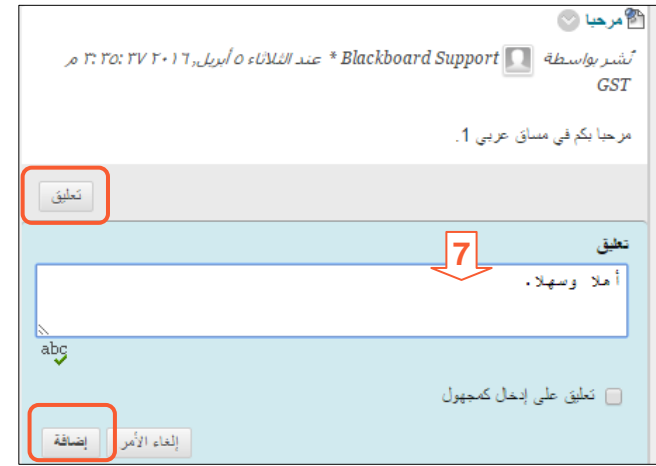 مرحبا
نُشر بواسطة Blackboard Support * عند الثلاثاء ٥ أبريل, ٢٠١٦ ٣:٣٥:٣٧ م
GST
مرحبا بكم في مساق عربي 1.
تعليق
تعليق
7
أهلا وسهلا.
abc
تعليق على إدخال كمجهول
إلغاء الأمر إضافة